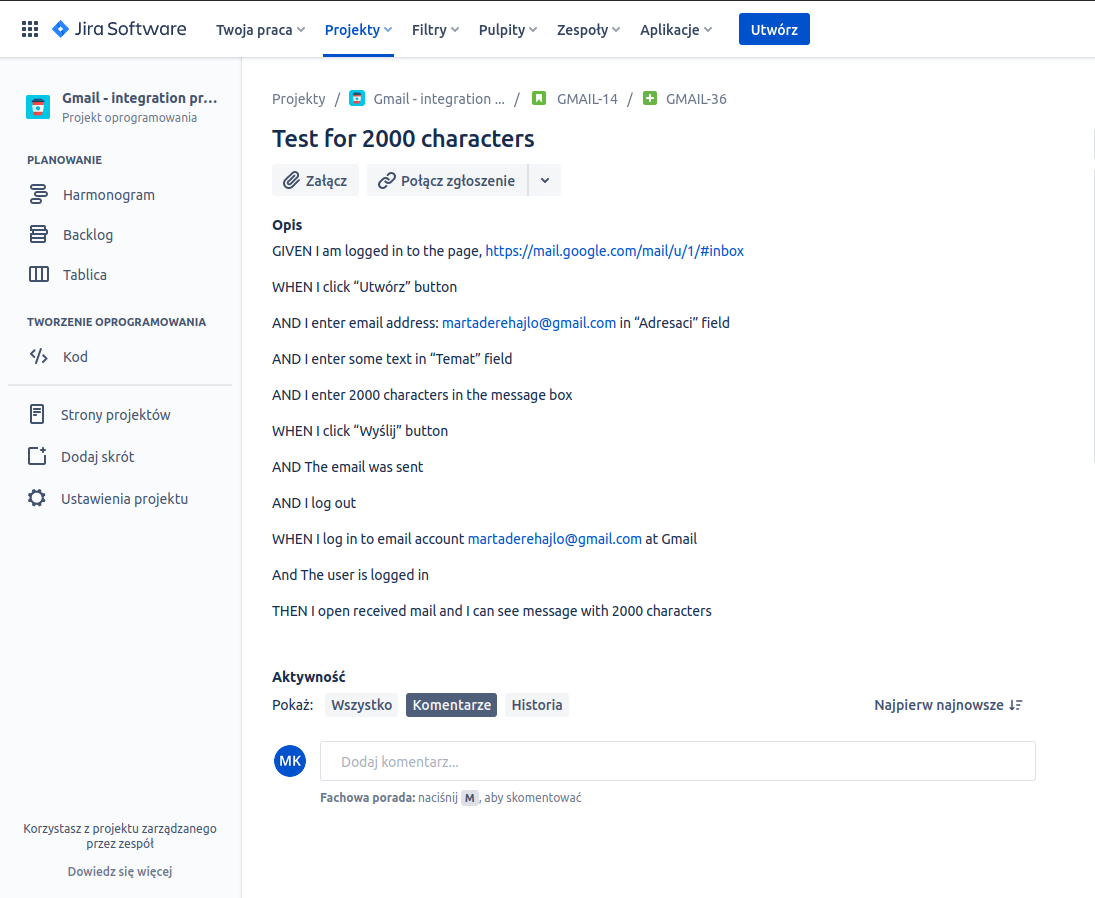 Jira Software Twoja praca Projekty Filtry Pulpity Zespoły Aplikacje Utwórz
Gmail - integration pr...
Projekt oprogramowania
PLANOWANIE
Harmonogram
Backlog
Tablica
TWORZENIE OPROGRAMOWANIA
Kod
Strony projektów
Dodaj skrót
Ustawienia projektu
Korzystasz z projektu zarządzanego
przez zespół
Dowiedz się więcej
Projekty / Gmail - integration ... / GMAIL-14 / GMAIL-36
Test for 2000 characters
Załącz Połącz zgłoszenie
Opis
GIVEN I am logged in to the page, https://mail.google.com/mail/u/1/#inbox
WHEN I click “Utwórz” button
AND I enter email address: martaderehajlo@gmail.com in “Adresaci” field
AND I enter some text in “Temat” field
AND I enter 2000 characters in the message box
WHEN I click “Wyślij” button
AND The email was sent
AND I log out
WHEN I log in to email account martaderehajlo@gmail.com at Gmail
And The user is logged in
THEN I open received mail and I can see message with 2000 characters
Aktywność
Pokaż: Wszystko Komentarze Historia Najpierw najnowsze
MK Dodaj komentarz...
Fachowa porada: naciśnij M, aby skomentować